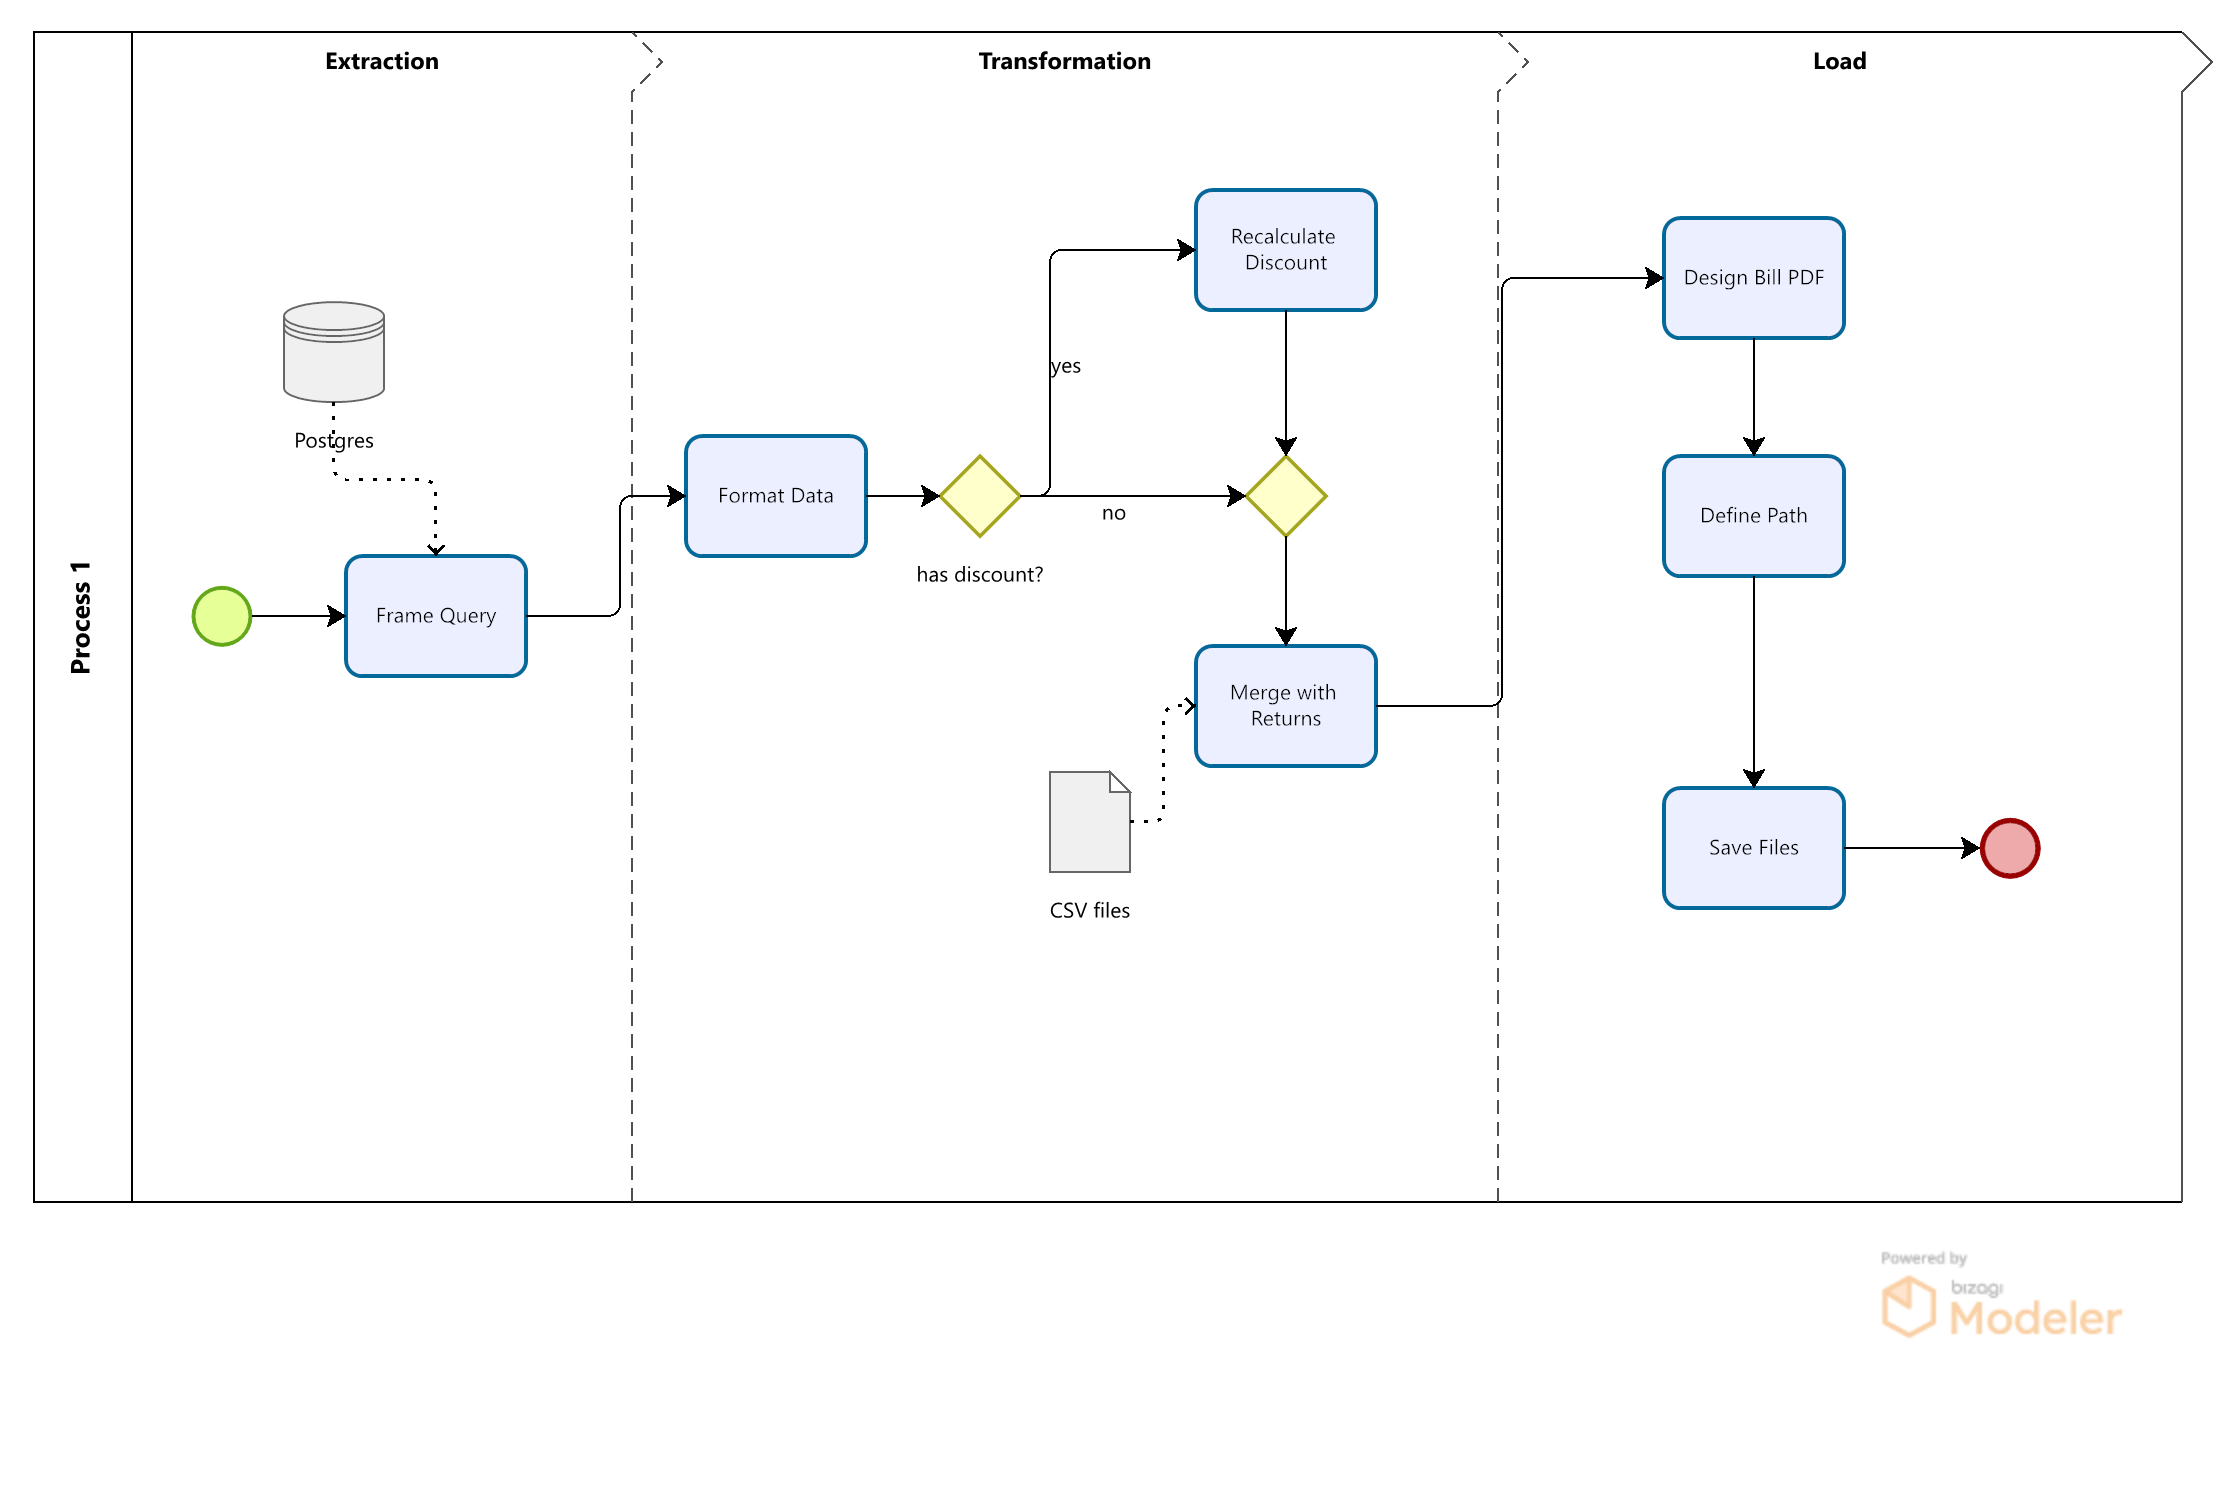 Process 1
Extraction
Transformation
Load
Postgres
Frame Query
Format Data
has discount?
yes
no
Recalculate
Discount
Merge with
Returns
CSV files
Design Bill PDF
Define Path
Save Files
Powered by
bizagi
Modeler